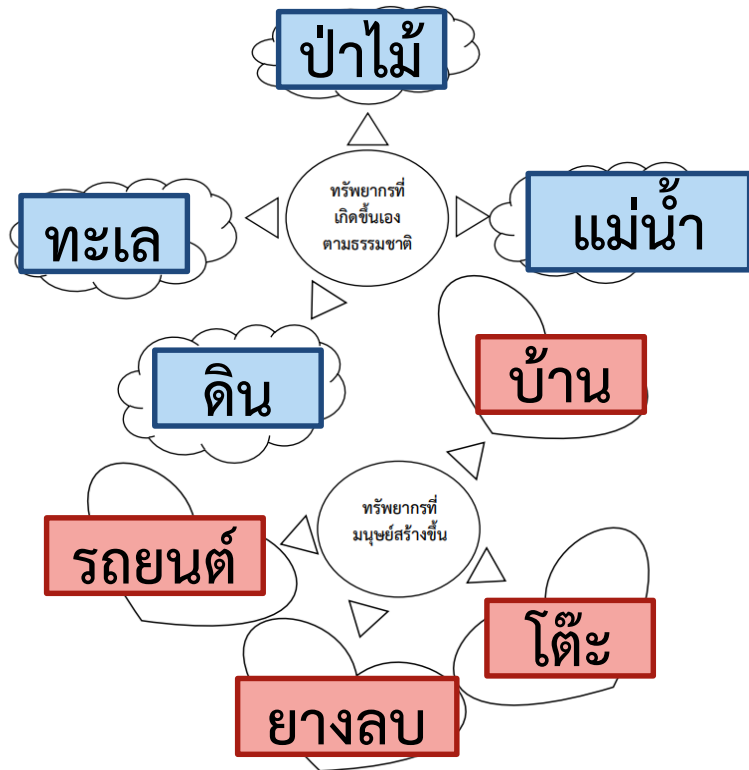 ป่าไม้
ทรัพยากรที่
เกิดขึ้นเอง
ตามธรรมชาติ
ทะเล
แม่น้ำ
ดิน
บ้าน
ทรัพยากรที่
มนุษย์สร้างขึ้น
รถยนต์
โต๊ะ
ยางลบ